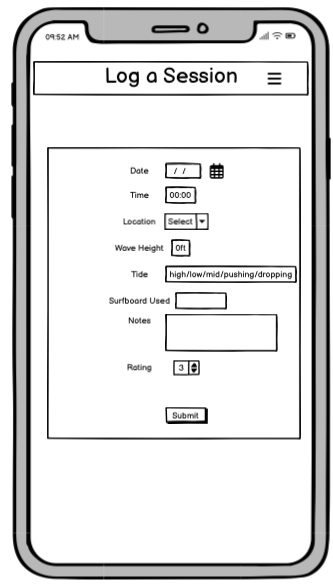 09:52 AM
Log a Session
Date / /
Time 00:00
Location Select
Wave Height 0ft
Tide high/low/mid/pushing/dropping
Surfboard Used
Notes
Rating 3
Submit